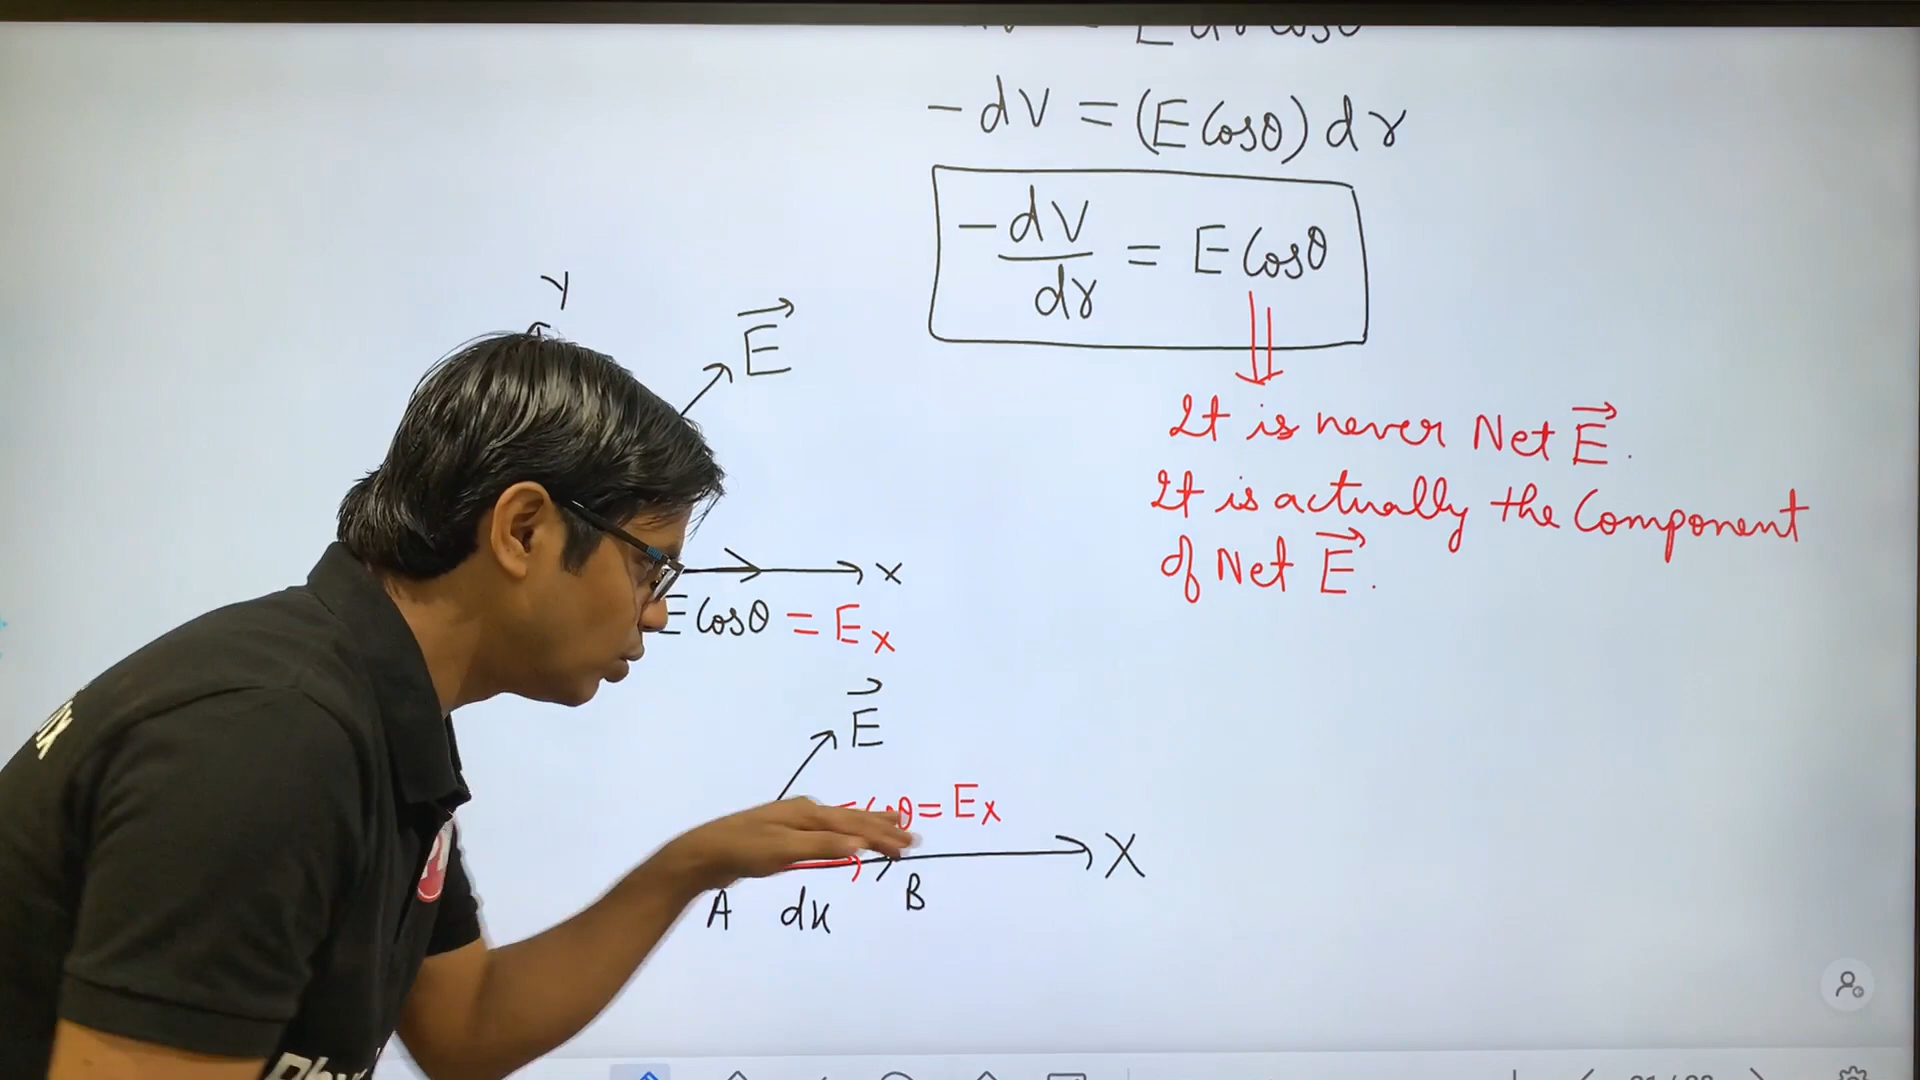 -dV = (E Cosθ) dr
-dV/dr = E Cosθ
It is never Net E⃗.
It is actually the Component
of Net E⃗.
Y
E⃗
x
E Cosθ = Ex
E⃗
θ = Ex
X
A dx B